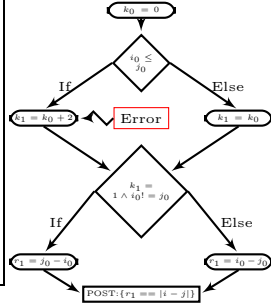 k₀ = 0
i₀ ≤
j₀
If
Else
k₁ = k₀ + 2
Error
k₁ = k₀
k₁ =
1 ∧ i₀! = j₀
If
Else
r₁ = j₀ − i₀
r₁ = i₀ − j₀
POST:{r₁ == |i − j|}